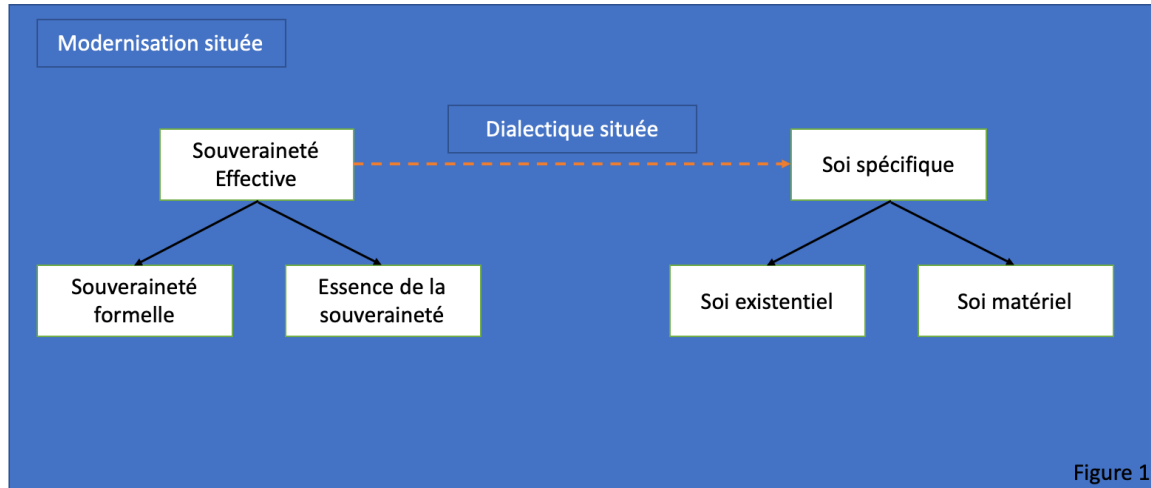 Modernisation située
Dialectique située
Souveraineté
Effective
Soi spécifique
Souveraineté
formelle
Essence de la
souveraineté
Soi existentiel
Soi matériel
Figure 1